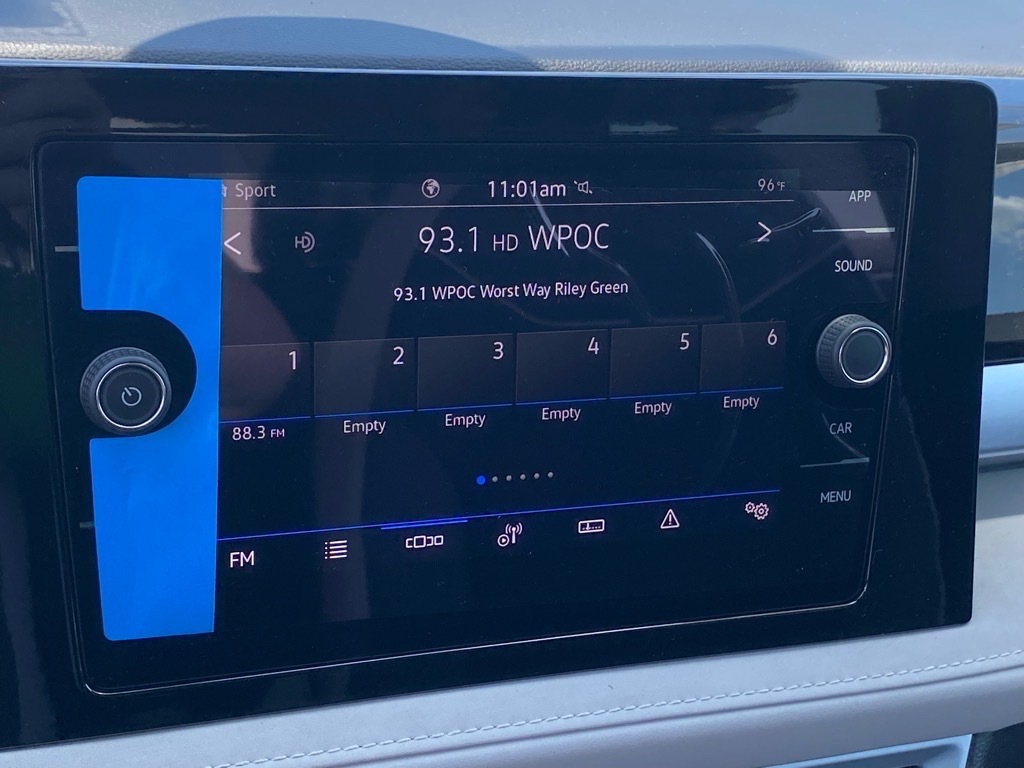 Sport
11:01am
96°F
APP
HD
93.1 HD WPOC
SOUND
93.1 WPOC Worst Way Riley Green
1
2
3
4
5
6
88.3 FM
Empty
Empty
Empty
Empty
Empty
CAR
MENU
FM